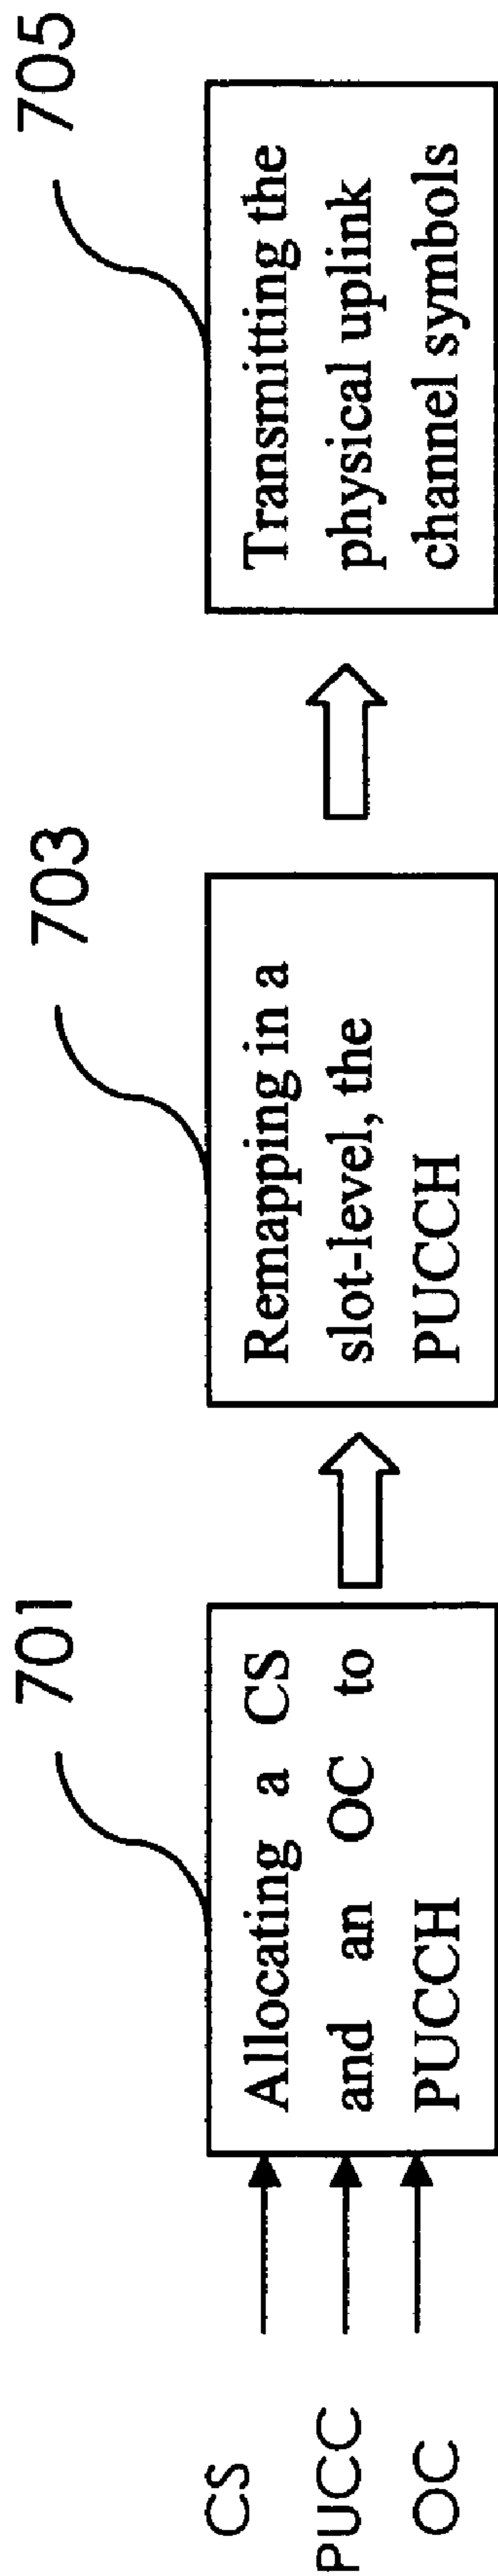 CS
PUCC
OC
701
Allocating a CS
and an OC to
PUCCH
703
Remapping in a
slot-level, the
PUCCH
705
Transmitting the
physical uplink
channel symbols